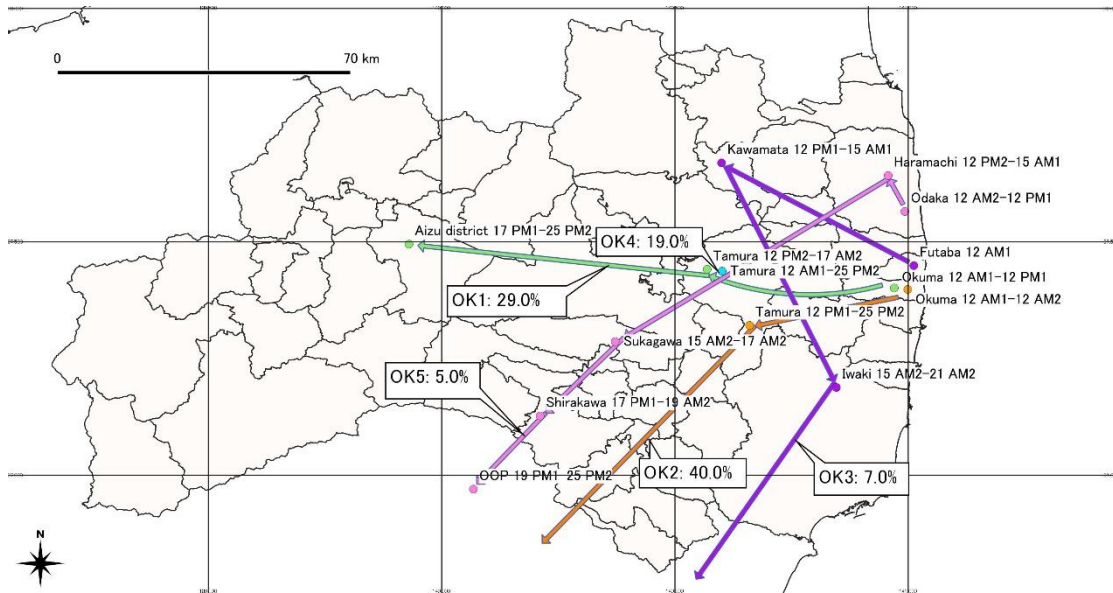 0
70 km
Kawamata 12 PM1-15 AM1
Haramachi 12 PM2-15 AM1
Odaka 12 AM2-12 PM1
Aizu district 17 PM1-25 PM2
OK4: 19.0%
Futaba 12 AM1
Tamura 12 PM2-17 AM2
Tamura 12 AM1-25 PM2
Okuma 12 AM1-12 PM1
Okuma 12 AM1-12 AM2
OK1: 29.0%
Tamura 12 PM1-25 PM2
Sukagawa 15 AM2-17 AM2
OK5: 5.0%
Iwaki 15 AM2-21 AM2
Shirakawa 17 PM1-19 AM2
OOP 19 PM1-25 PM2
OK2: 40.0%
OK3: 7.0%
N